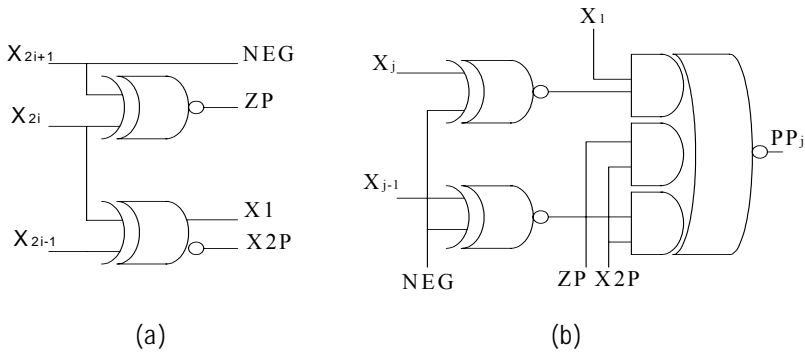 X2i+1
NEG
ZP
X2i
X1
X2P
X2i-1
(a)
X1
Xj
PPj
Xj-1
NEG
ZP
X2P
(b)